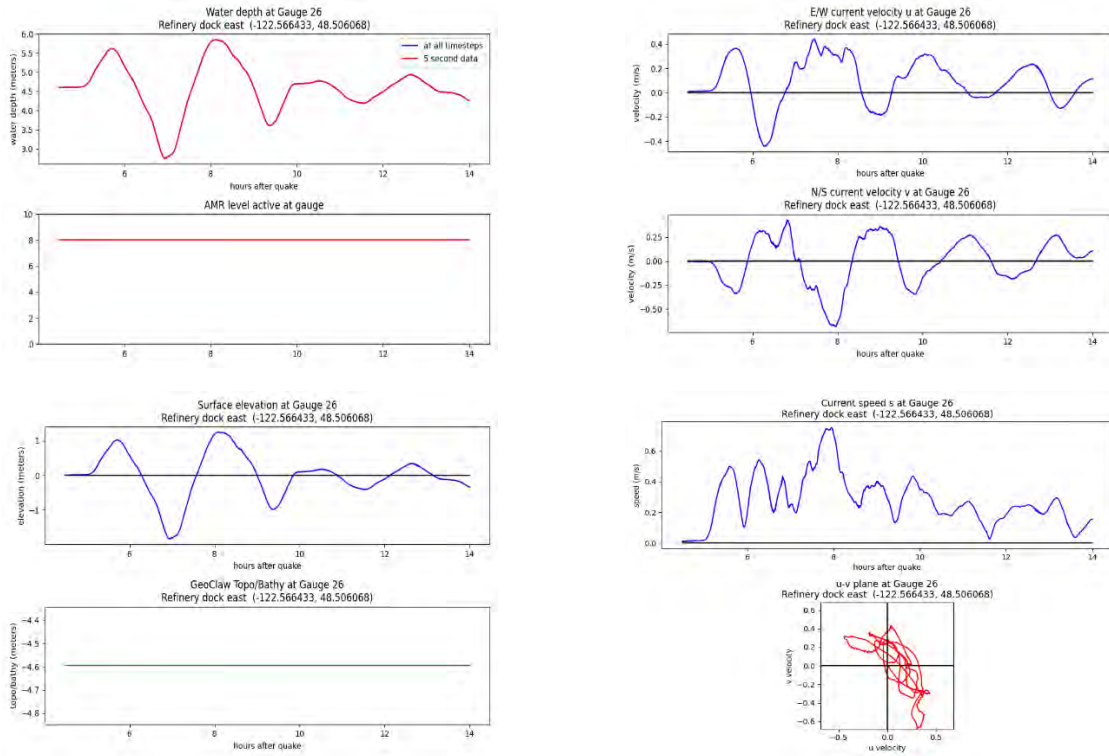 Water depth at Gauge 26
Refinery dock east (-122.566433, 48.506068)
6.0
5.5
5.0
4.5
4.0
3.5
3.0
water depth (meters)
at all timesteps
5 second data
6 8 10 12 14
hours after quake
AMR level active at gauge
10
8
6
4
2
0
6 8 10 12 14
hours after quake
Surface elevation at Gauge 26
Refinery dock east (-122.566433, 48.506068)
1
0
−1
elevation (meters)
6 8 10 12 14
hours after quake
GeoClaw Topo/Bathy at Gauge 26
Refinery dock east (-122.566433, 48.506068)
−4.4
−4.5
−4.6
−4.7
−4.8
topo/bathy (meters)
6 8 10 12 14
hours after quake
E/W current velocity u at Gauge 26
Refinery dock east (-122.566433, 48.506068)
0.4
0.2
0.0
−0.2
−0.4
velocity (m/s)
6 8 10 12 14
hours after quake
N/S current velocity v at Gauge 26
Refinery dock east (-122.566433, 48.506068)
0.25
0.00
−0.25
−0.50
velocity (m/s)
6 8 10 12 14
hours after quake
Current speed s at Gauge 26
Refinery dock east (-122.566433, 48.506068)
0.6
0.4
0.2
0.0
speed (m/s)
6 8 10 12 14
hours after quake
u-v plane at Gauge 26
Refinery dock east (-122.566433, 48.506068)
0.6
0.4
0.2
0.0
−0.2
−0.4
−0.6
v velocity
−0.5 0.0 0.5
u velocity